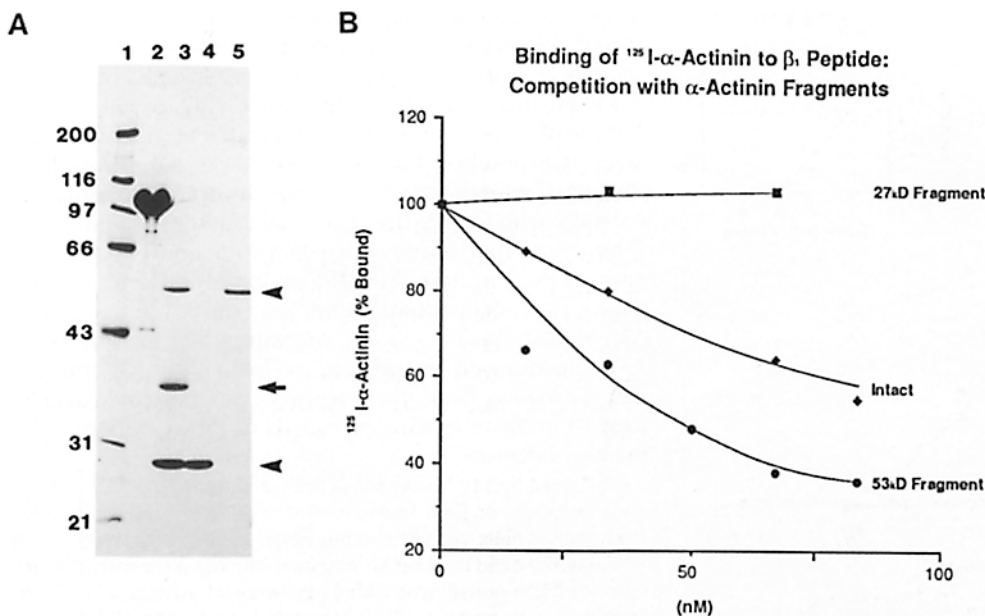 A
1 2 3 4 5
200
116
97
66
43
31
21
B
Binding of ¹²⁵I-α-Actinin to β₁ Peptide:
Competition with α-Actinin Fragments
¹²⁵I-α-Actinin (% Bound)
120
100
80
60
40
20
27kD Fragment
Intact
53kD Fragment
0 50 100
(nM)